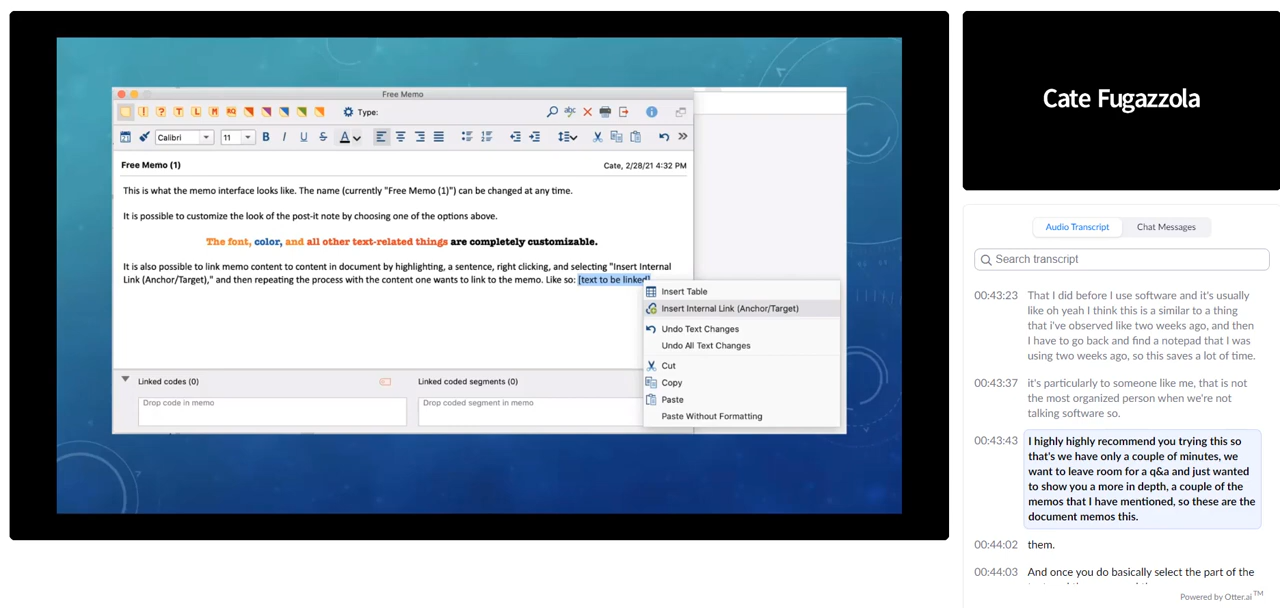 Free Memo
! ? T L M RQ Type: abc i
Calibri 11 B I U S A »
Free Memo (1) Cate, 2/28/21 4:32 PM
This is what the memo interface looks like. The name (currently "Free Memo (1)") can be changed at any time.
It is possible to customize the look of the post-it note by choosing one of the options above.
The font, color, and all other text-related things are completely customizable.
It is also possible to link memo content to content in document by highlighting, a sentence, right clicking, and selecting "Insert Internal
Link (Anchor/Target)," and then repeating the process with the content one wants to link to the memo. Like so: [text to be linked]
Insert Table
Insert Internal Link (Anchor/Target)
Undo Text Changes
Undo All Text Changes
Cut
Copy
Paste
Paste Without Formatting
Linked codes (0) Linked coded segments (0)
Drop code in memo Drop coded segment in memo
Cate Fugazzola
Audio Transcript Chat Messages
Search transcript
00:43:23 That I did before I use software and it's usually
like oh yeah I think this is a similar to a thing
that i've observed like two weeks ago, and then
I have to go back and find a notepad that I was
using two weeks ago, so this saves a lot of time.
00:43:37 it's particularly to someone like me, that is not
the most organized person when we're not
talking software so.
00:43:43 I highly highly recommend you trying this so
that's we have only a couple of minutes, we
want to leave room for a q&a and just wanted
to show you a more in depth, a couple of the
memos that I have mentioned, so these are the
document memos this.
00:44:02 them.
00:44:03 And once you do basically select the part of the
Powered by Otter.ai TM